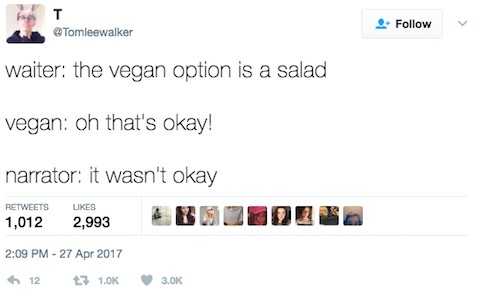 T
@Tomleewalker
Follow
waiter: the vegan option is a salad
vegan: oh that's okay!
narrator: it wasn't okay
RETWEETS LIKES
1,012 2,993
2:09 PM - 27 Apr 2017
12 1.0K 3.0K